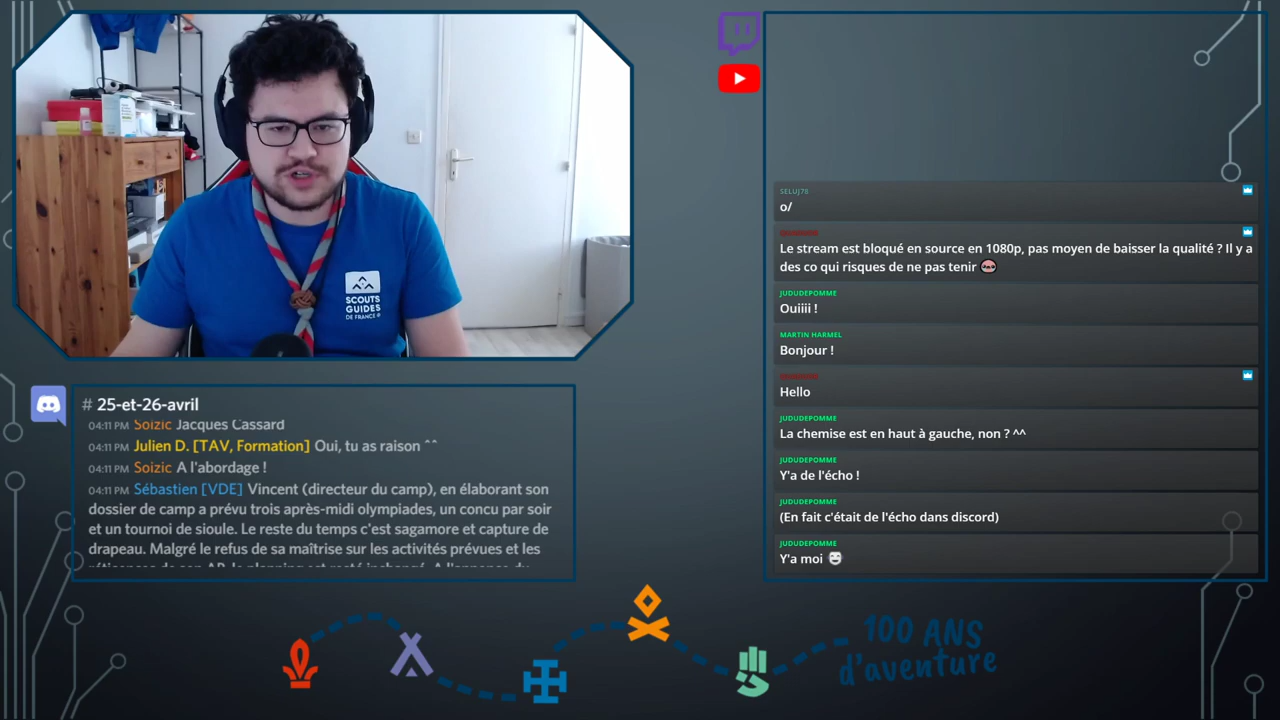 SCOUTS
GUIDES
DE FRANCE
# 25-et-26-avril
04:11 PM Soizic Jacques Cassard
04:11 PM Julien D. [TAV, Formation] Oui, tu as raison ^^
04:11 PM Soizic A l'abordage !
04:11 PM Sébastien [VDE] Vincent (directeur du camp), en élaborant son
dossier de camp a prévu trois après-midi olympiades, un concu par soir
et un tournoi de sioule. Le reste du temps c'est sagamore et capture de
drapeau. Malgré le refus de sa maîtrise sur les activités prévues et les
SELUJ78
o/
Le stream est bloqué en source en 1080p, pas moyen de baisser la qualité ? Il y a
des co qui risques de ne pas tenir
JUDUDEPOMME
Ouiiii !
MARTIN HARMEL
Bonjour !
Hello
JUDUDEPOMME
La chemise est en haut à gauche, non ? ^^
JUDUDEPOMME
Y'a de l'écho !
JUDUDEPOMME
(En fait c'était de l'écho dans discord)
JUDUDEPOMME
Y'a moi
100 ANS
d'aventure